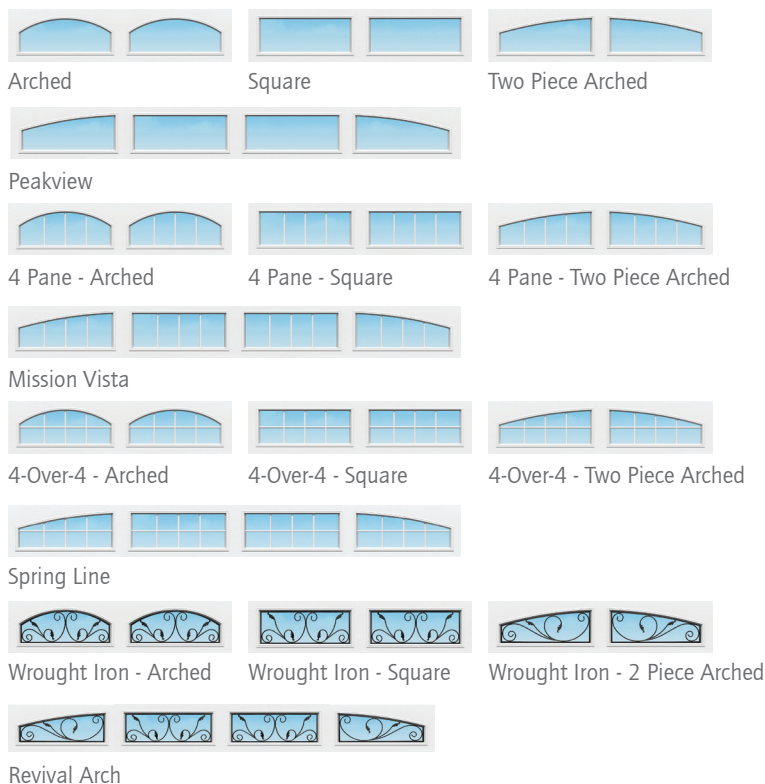 Arched
Square
Two Piece Arched
Peakview
4 Pane - Arched
4 Pane - Square
4 Pane - Two Piece Arched
Mission Vista
4-Over-4 - Arched
4-Over-4 - Square
4-Over-4 - Two Piece Arched
Spring Line
Wrought Iron - Arched
Wrought Iron - Square
Wrought Iron - 2 Piece Arched
Revival Arch